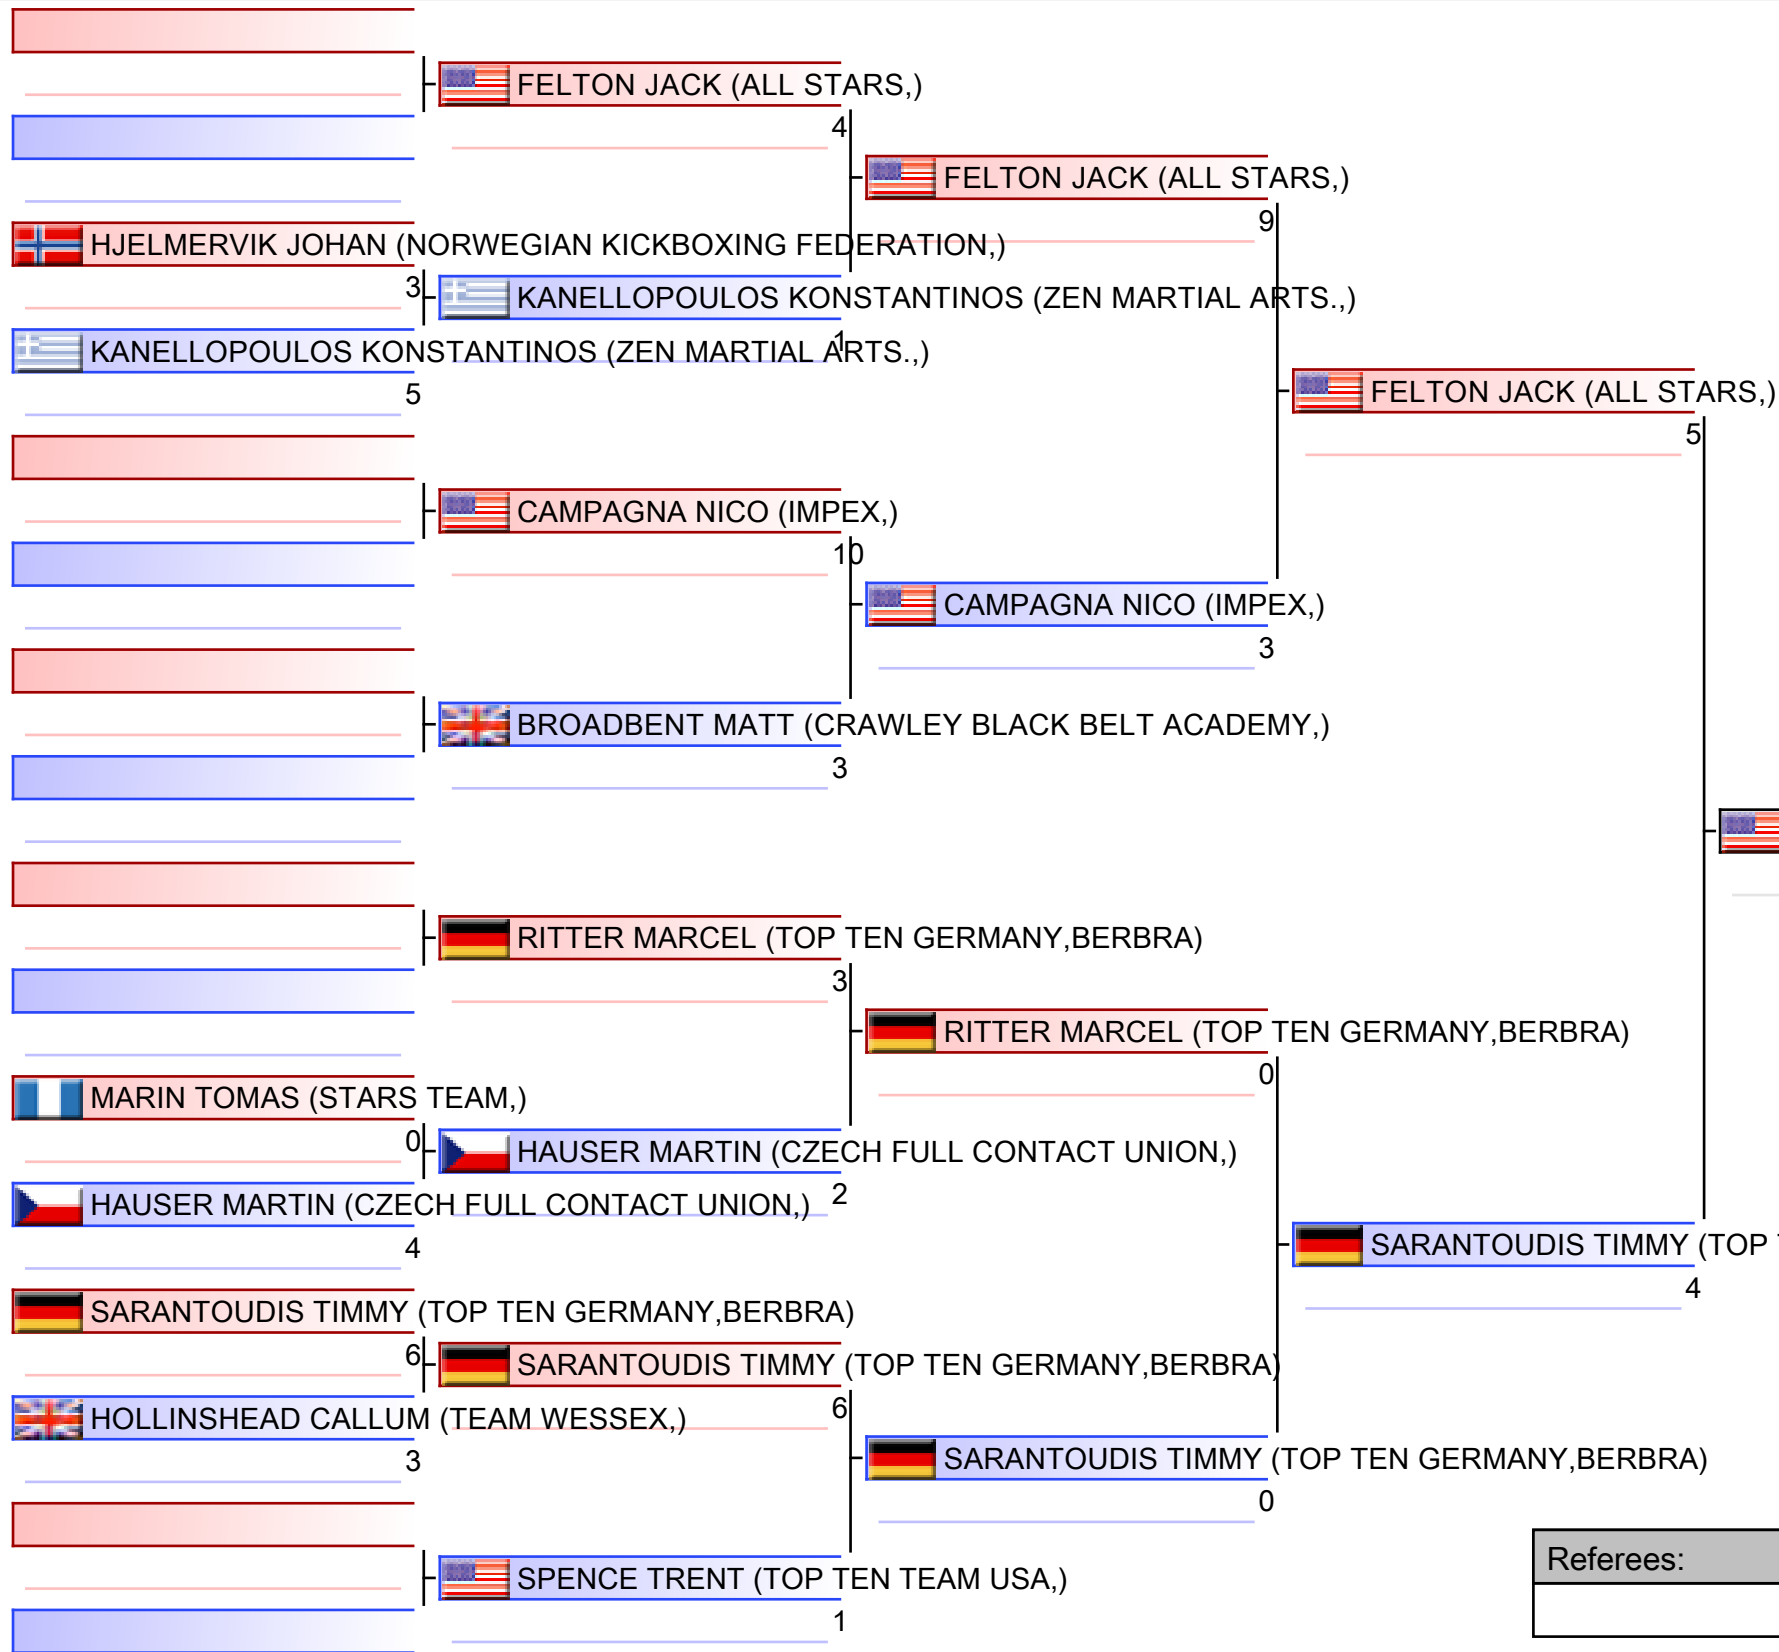 FELTON JACK (ALL STARS,)
4
FELTON JACK (ALL STARS,)
9
HJELMERVIK JOHAN (NORWEGIAN KICKBOXING FEDERATION,)
3
KANELLOPOULOS KONSTANTINOS (ZEN MARTIAL ARTS.,)
1
KANELLOPOULOS KONSTANTINOS (ZEN MARTIAL ARTS.,)
5
FELTON JACK (ALL STARS,)
5
CAMPAGNA NICO (IMPEX,)
10
CAMPAGNA NICO (IMPEX,)
3
BROADBENT MATT (CRAWLEY BLACK BELT ACADEMY,)
3
RITTER MARCEL (TOP TEN GERMANY,BERBRA)
3
RITTER MARCEL (TOP TEN GERMANY,BERBRA)
0
MARIN TOMAS (STARS TEAM,)
0
HAUSER MARTIN (CZECH FULL CONTACT UNION,)
2
HAUSER MARTIN (CZECH FULL CONTACT UNION,)
4
SARANTOUDIS TIMMY (TOP
4
SARANTOUDIS TIMMY (TOP TEN GERMANY,BERBRA)
6
SARANTOUDIS TIMMY (TOP TEN GERMANY,BERBRA)
6
HOLLINSHEAD CALLUM (TEAM WESSEX,)
3
SARANTOUDIS TIMMY (TOP TEN GERMANY,BERBRA)
0
SPENCE TRENT (TOP TEN TEAM USA,)
1
Referees: